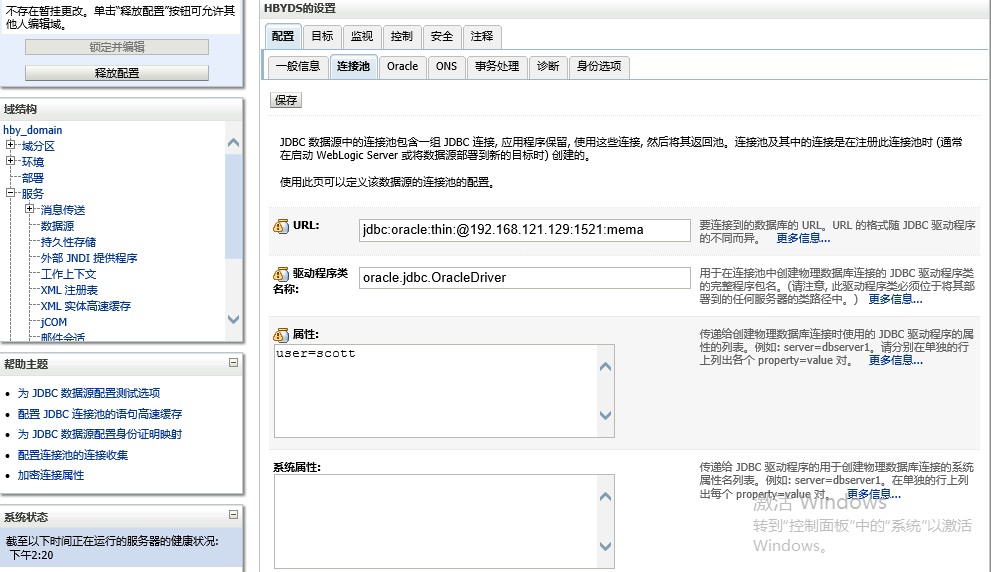 不存在暂挂更改。单击“释放配置”按钮可允许其
他人编辑域。
锁定并编辑
释放配置
域结构
hby_domain
域分区
环境
部署
服务
消息传送
数据源
持久性存储
外部 JNDI 提供程序
工作上下文
XML 注册表
XML 实体高速缓存
jCOM
邮件会话
帮助主题
为 JDBC 数据源配置测试选项
配置 JDBC 连接池的语句高速缓存
为 JDBC 数据源配置身份证明映射
配置连接池的连接收集
加密连接属性
系统状态
截至以下时间正在运行的服务器的健康状况:
下午2:20
HBYDS的设置
配置 目标 监视 控制 安全 注释
一般信息 连接池 Oracle ONS 事务处理 诊断 身份选项
保存
JDBC 数据源中的连接池包含一组 JDBC 连接, 应用程序保留, 使用这些连接, 然后将其返回池。连接池及其中的连接是在注册此连接池时 (通常
在启动 WebLogic Server 或将数据源部署到新的目标时) 创建的。
使用此页可以定义该数据源的连接池的配置。
URL:
jdbc:oracle:thin:@192.168.121.129:1521:mema
要连接到的数据库的 URL。URL 的格式随 JDBC 驱动程序
的不同而异。 更多信息...
驱动程序类
名称:
oracle.jdbc.OracleDriver
用于在连接池中创建物理数据库连接的 JDBC 驱动程序类
的完整程序包名。(请注意, 此驱动程序类必须位于将其部
署到的任何服务器的类路径中。) 更多信息...
属性:
user=scott
传递给创建物理数据库连接时使用的 JDBC 驱动程序的属
性的列表。例如: server=dbserver1。请分别在单独的行
上列出各个 property=value 对。 更多信息...
系统属性:
传递给 JDBC 驱动程序的用于创建物理数据库连接的系统
属性名列表。例如: server=dbserver1。在单独的行上列
出每个 property=value 对。 更多信息...
激活 Windows
转到“控制面板”中的“系统”以激活
Windows。